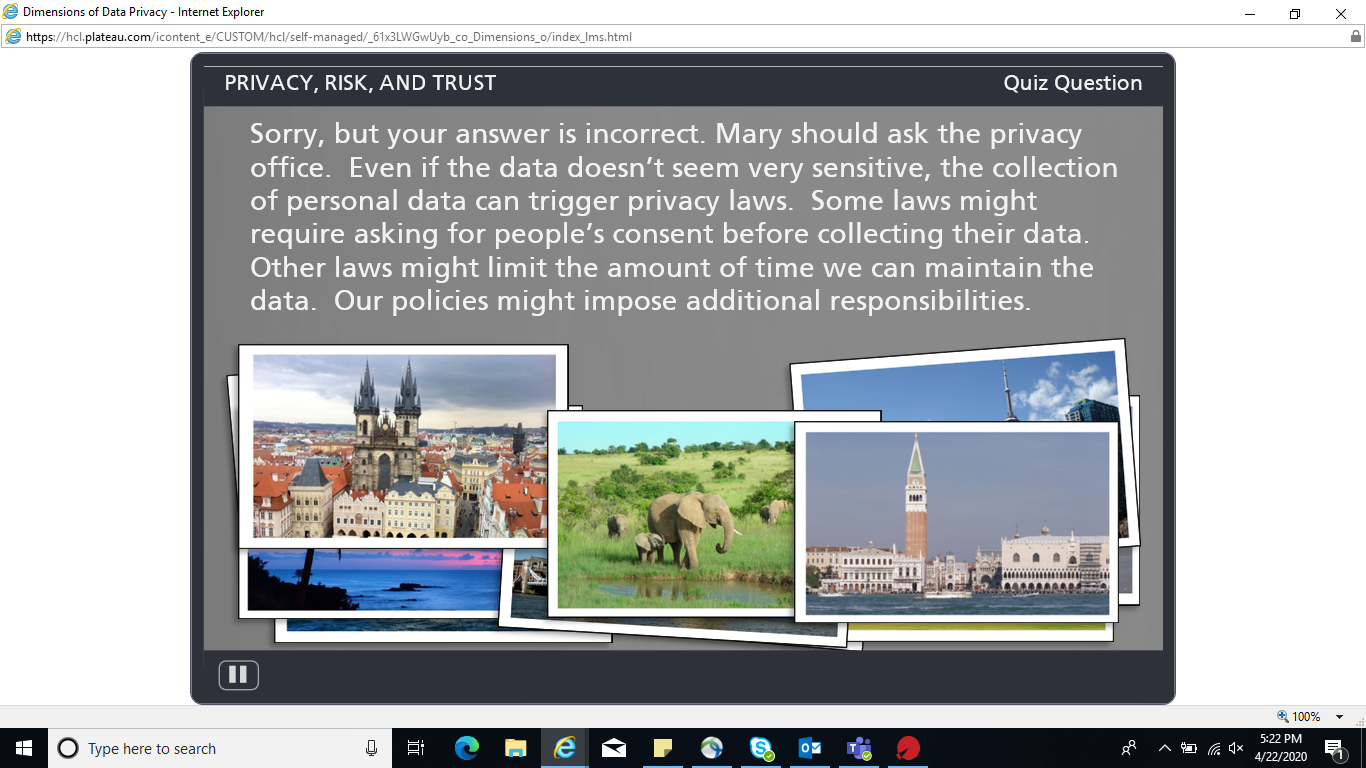 Dimensions of Data Privacy - Internet Explorer
https://hcl.plateau.com/icontent_e/CUSTOM/hcl/self-managed/_61x3LWGwUyb_co_Dimensions_o/index_lms.html
PRIVACY, RISK, AND TRUST
Quiz Question
Sorry, but your answer is incorrect. Mary should ask the privacy
office.  Even if the data doesn’t seem very sensitive, the collection
of personal data can trigger privacy laws.  Some laws might
require asking for people’s consent before collecting their data.
Other laws might limit the amount of time we can maintain the
data.  Our policies might impose additional responsibilities.
100%
Type here to search
5:22 PM
4/22/2020
1